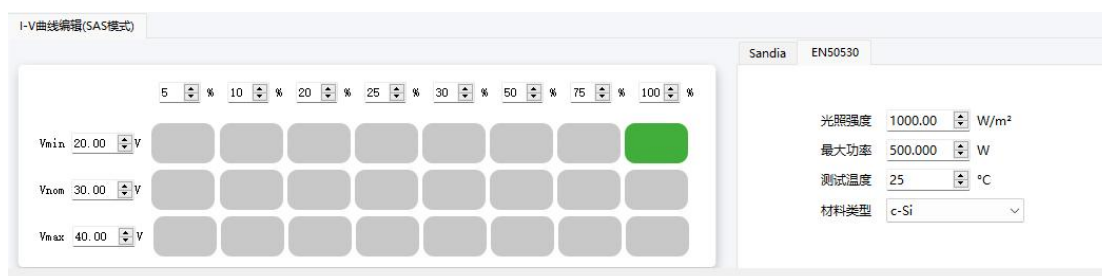 I-V曲线编辑(SAS模式)
Sandia EN50530
5 % 10 % 20 % 25 % 30 % 50 % 75 % 100 %
光照强度 1000.00 W/m²
Vmin 20.00 V
最大功率 500.000 W
测试温度 25 °C
Vnom 30.00 V
材料类型 c-Si
Vmax 40.00 V